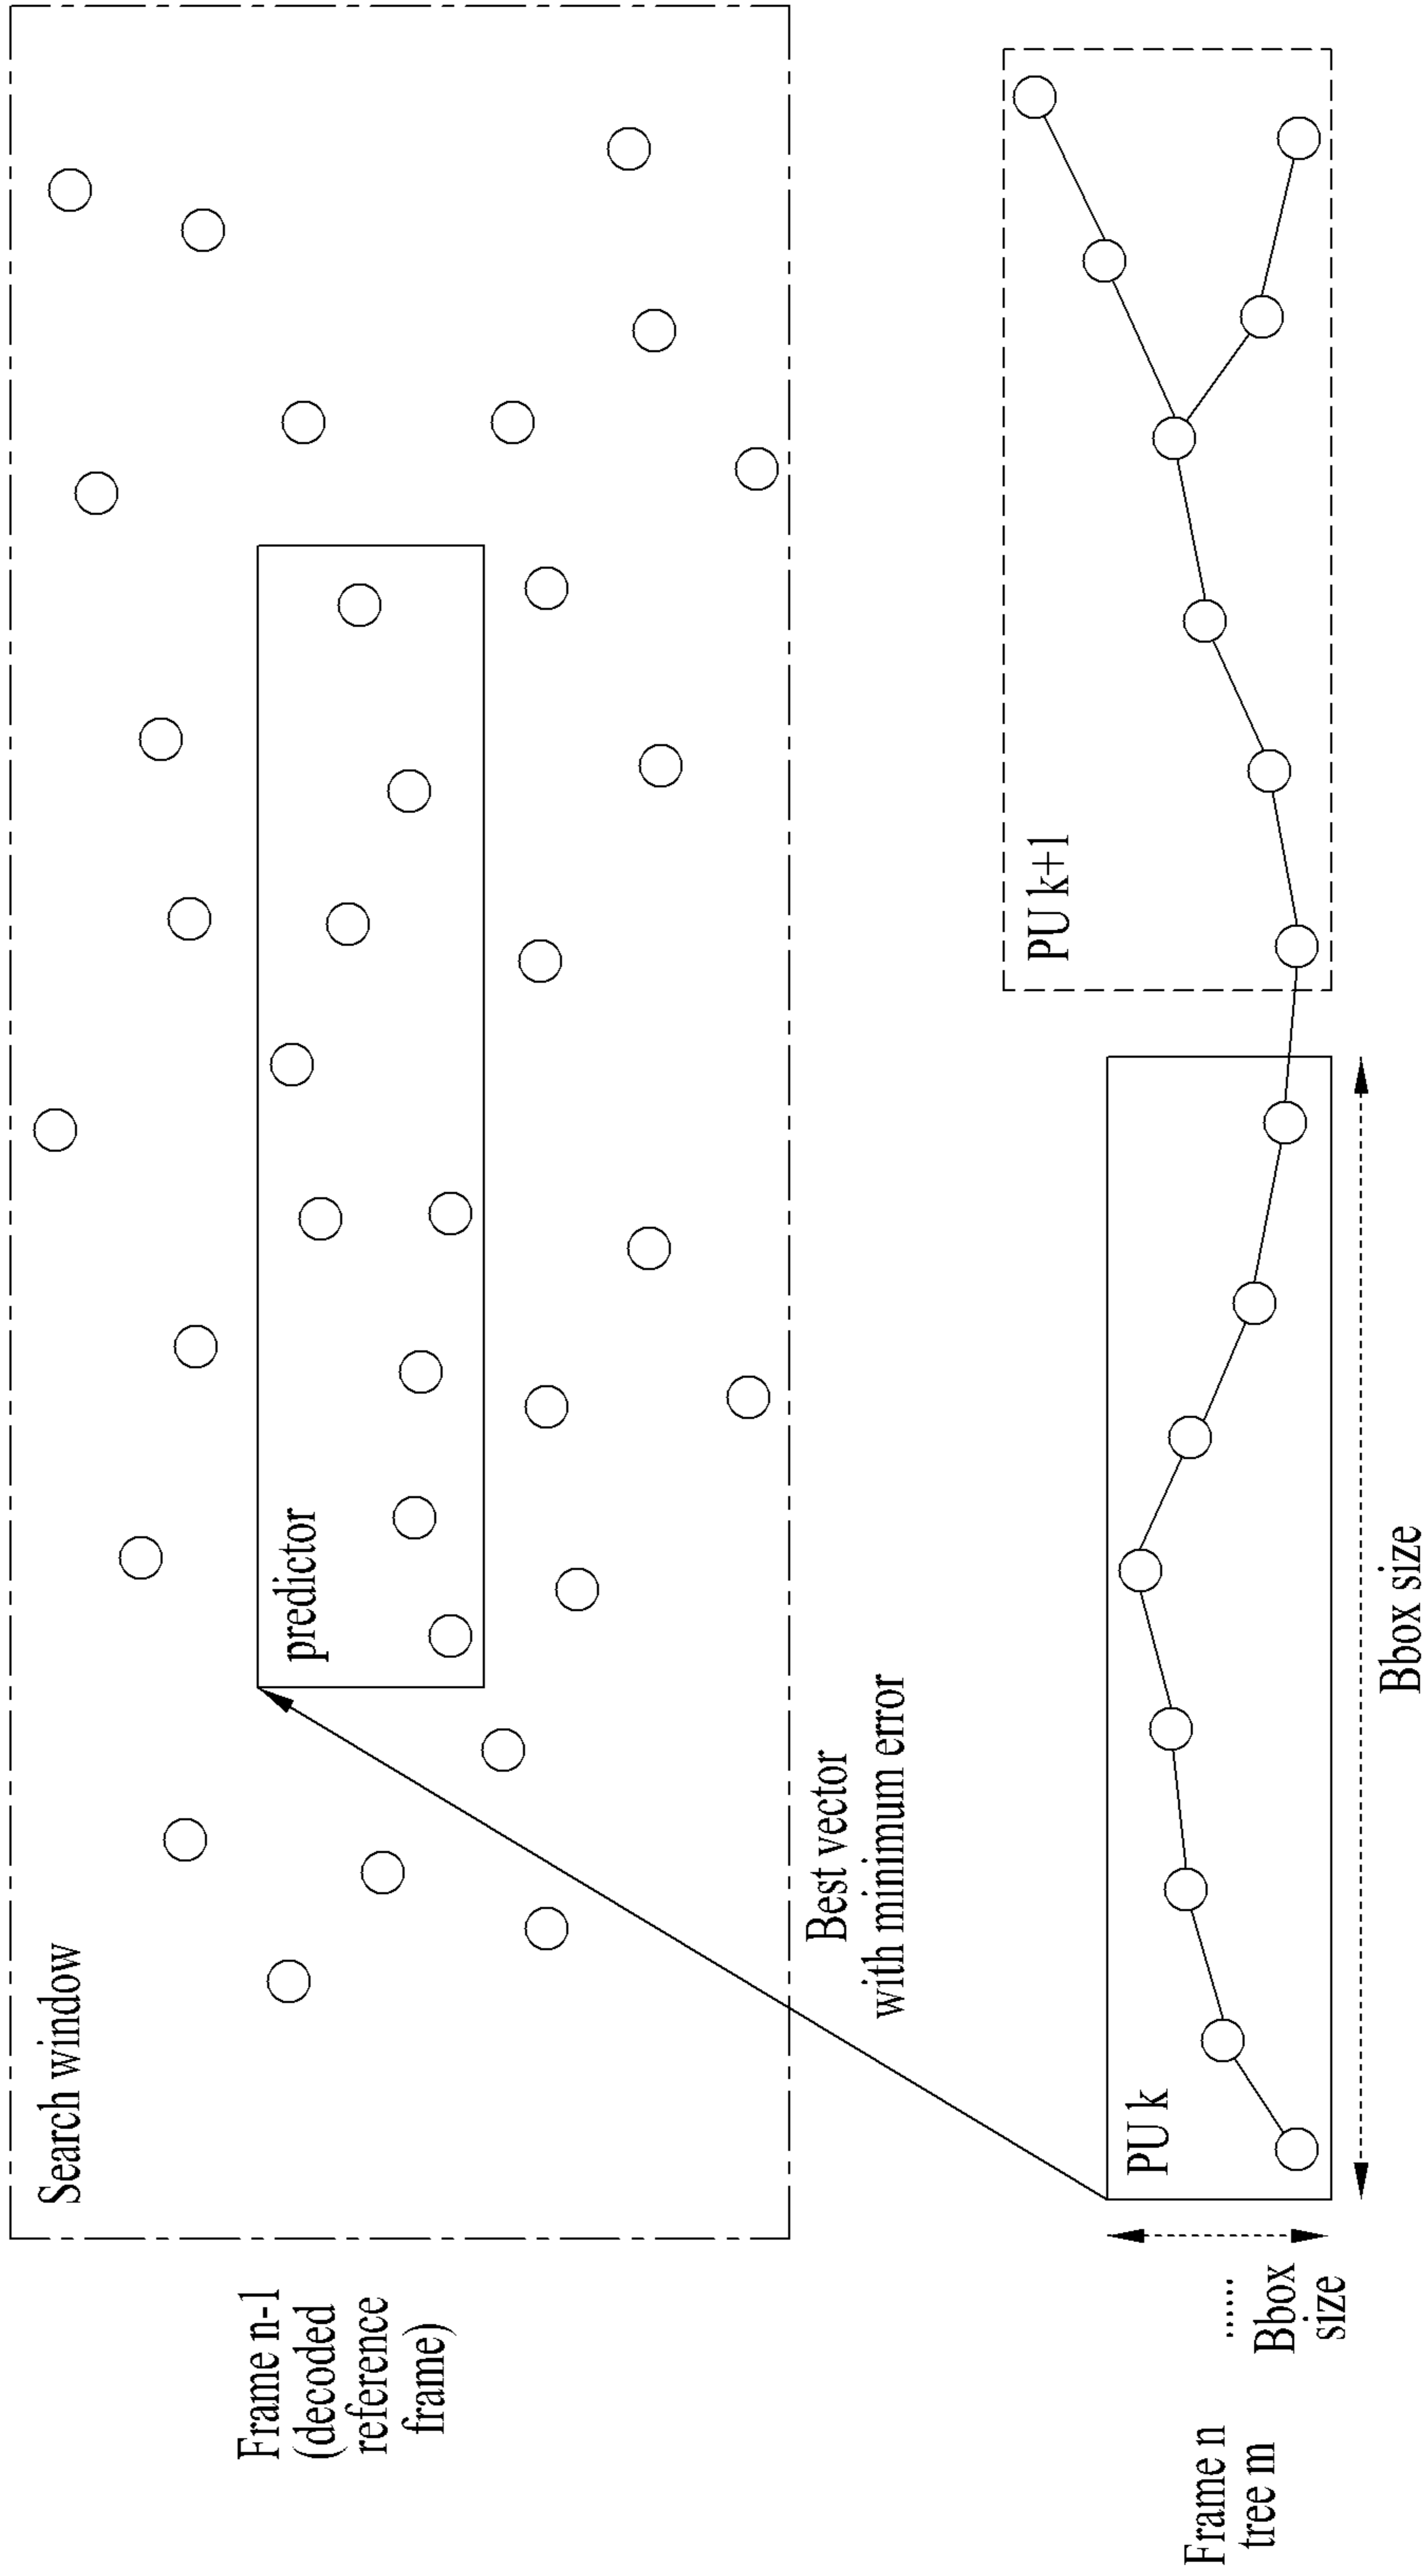 Frame n-1
(decoded
reference
frame)
Search window
predictor
Best vector
with minimum error
Frame n
tree m
......
Bbox
size
PU k
PU k+1
Bbox size